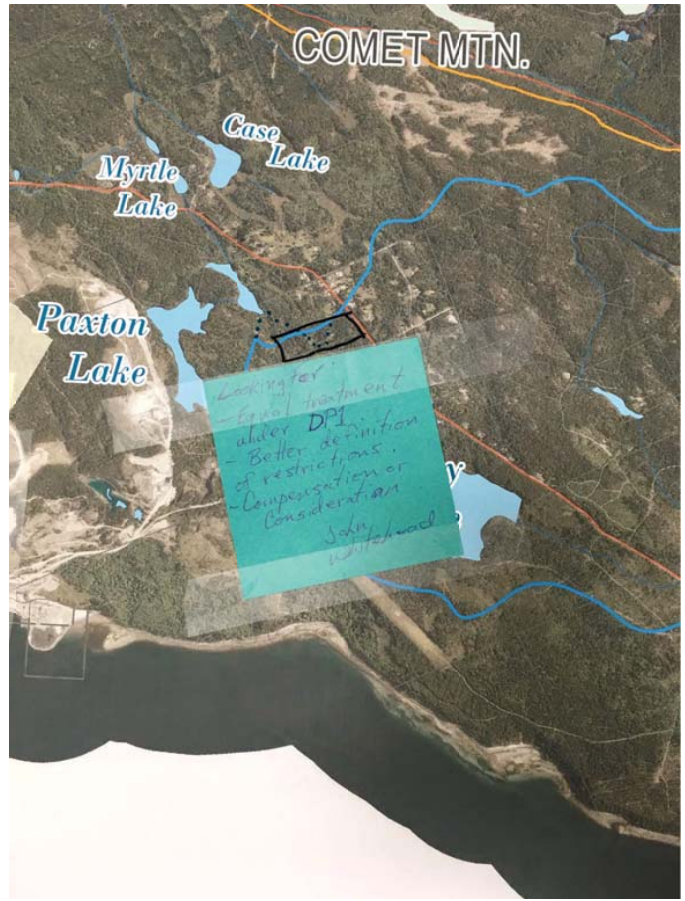 COMET MTN.
Case
Lake
Myrtle
Lake
Paxton
Lake
Looking for:
- Equal treatment
under DP1
- Better definition
of restrictions.
- Compensation or
Consideration
John
y